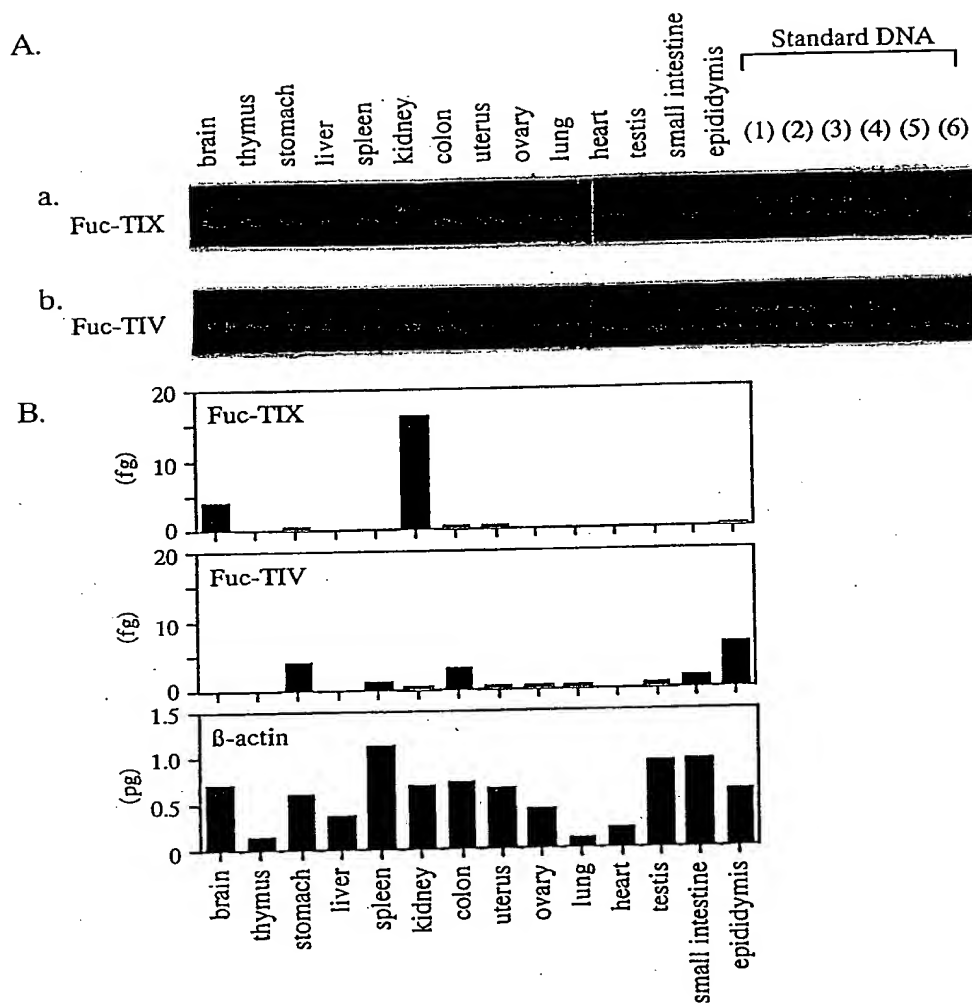 A.
Standard DNA
brain
thymus
stomach
liver
spleen
kidney
colon
uterus
ovary
lung
heart
testis
small intestine
epididymis
(1) (2) (3) (4) (5) (6)
a.
Fuc-TIX
b.
Fuc-TIV
B.
Fuc-TIX
(fg)
20
10
0
Fuc-TIV
(fg)
20
10
0
ß-actin
(pg)
1.5
1.0
0.5
0
brain
thymus
stomach
liver
spleen
kidney
colon
uterus
ovary
lung
heart
testis
small intestine
epididymis